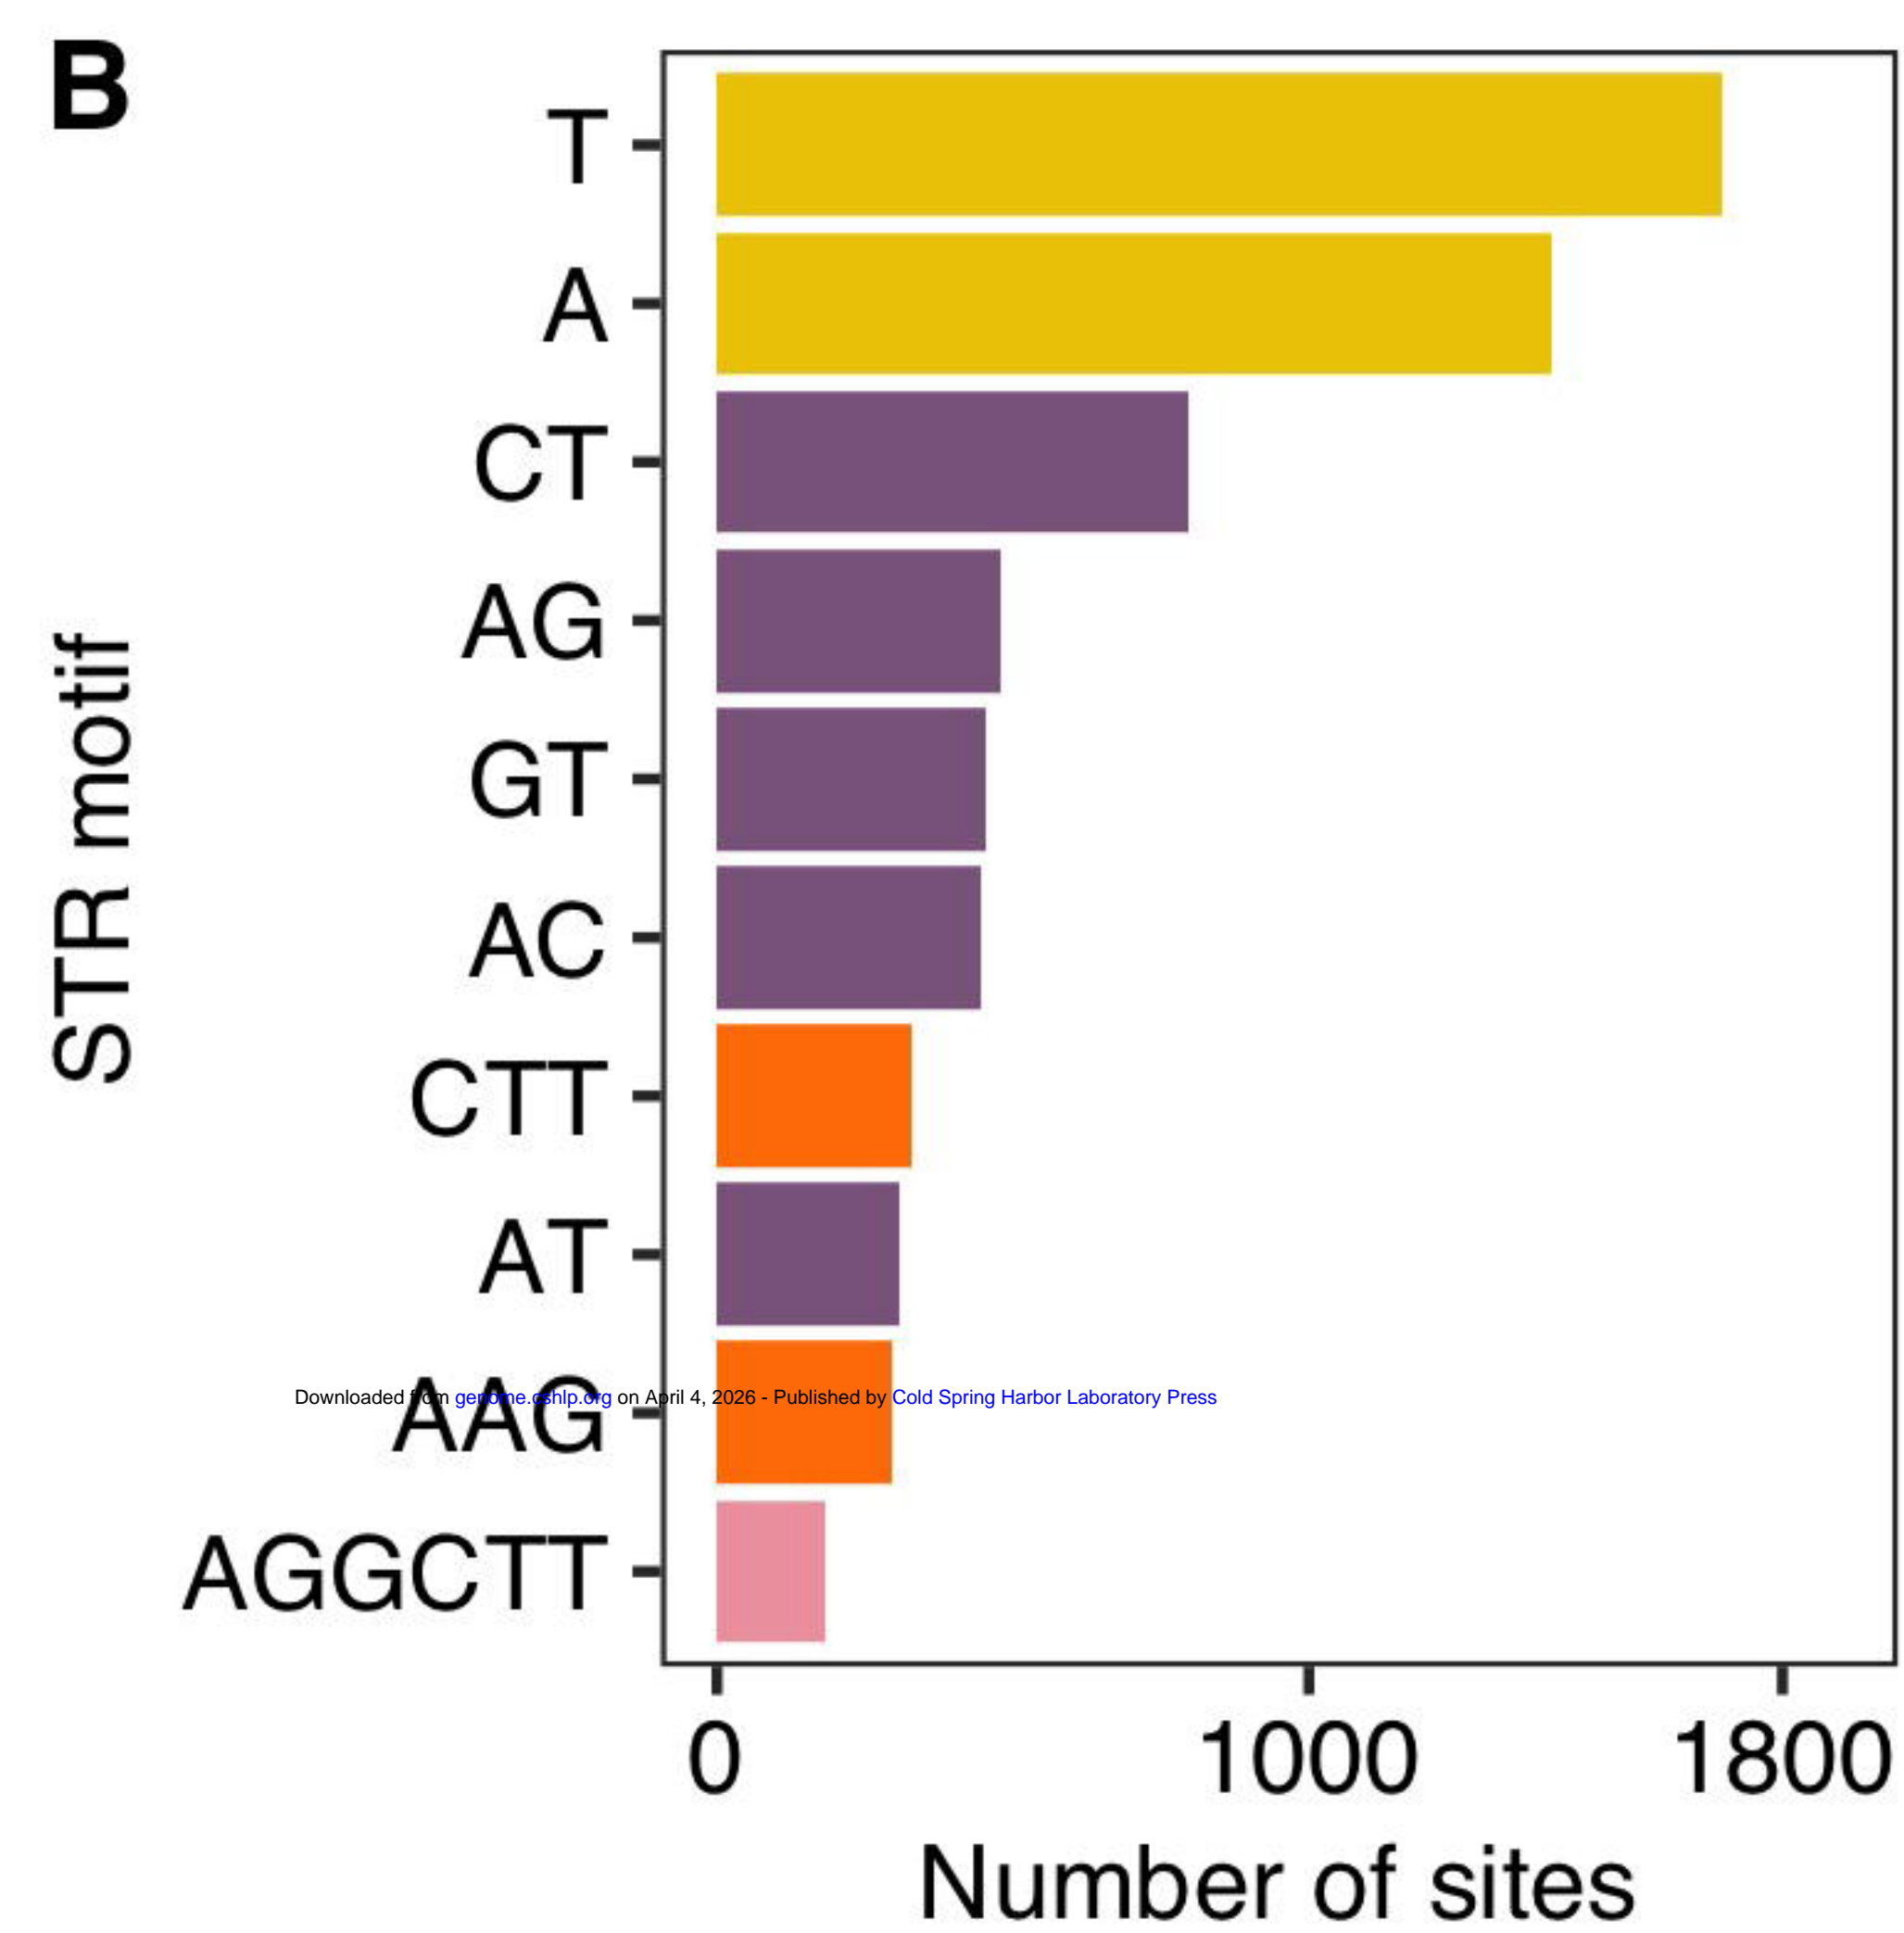 B
STR motif
T
A
CT
AG
GT
AC
CTT
AT
AAG
Downloaded from genome.cshlp.org on April 4, 2026 - Published by Cold Spring Harbor Laboratory Press
AGGCTT
0 1000 1800
Number of sites